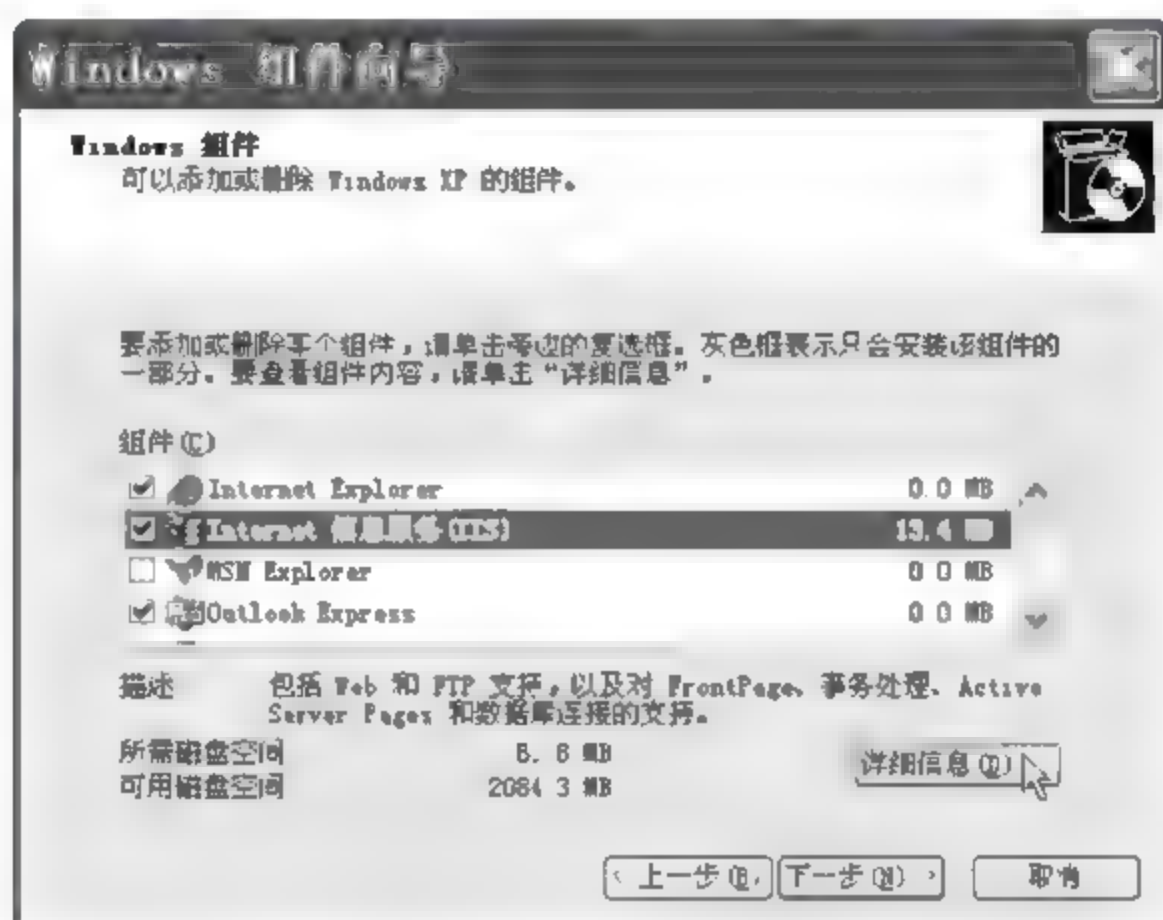 Windows 组件向导
Windows 组件
可以添加或删除 Windows XP 的组件。
要添加或删除某个组件，请单击旁边的复选框。灰色框表示只会安装该组件的
一部分。要查看组件内容，请单击“详细信息”。
组件(C)
Internet Explorer 0.0 MB
Internet 信息服务(IIS) 13.4 MB
MSN Explorer 0.0 MB
Outlook Express 0.0 MB
描述 包括 Web 和 FTP 支持，以及对 FrontPage、事务处理、Active
Server Pages 和数据库连接的支持。
所需磁盘空间 MB
可用磁盘空间 2084.3 MB
详细信息(D)
< 上一步(B) 下一步(N) > 取消